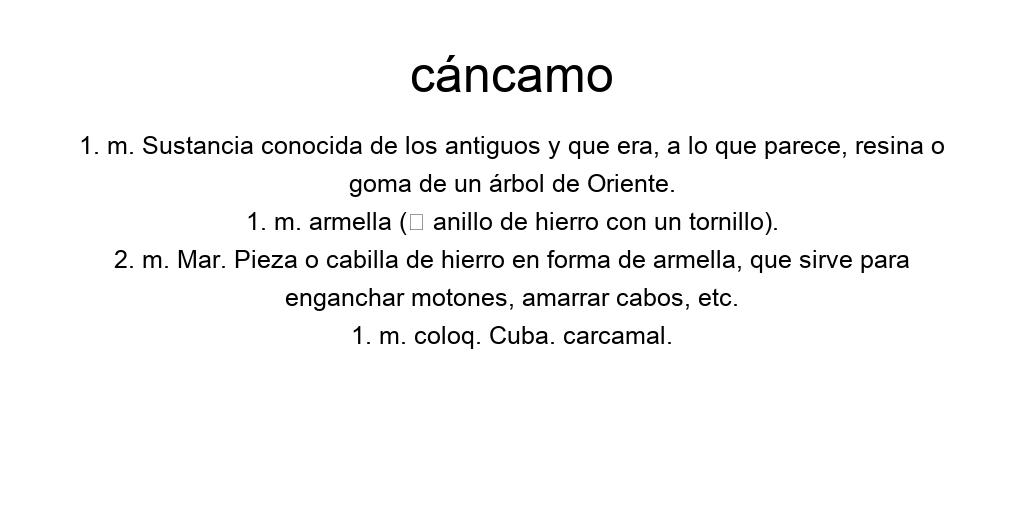 cáncamo
1. m. Sustancia conocida de los antiguos y que era, a lo que parece, resina o
goma de un árbol de Oriente.
1. m. armella (□ anillo de hierro con un tornillo).
2. m. Mar. Pieza o cabilla de hierro en forma de armella, que sirve para
enganchar motones, amarrar cabos, etc.
1. m. coloq. Cuba. carcamal.